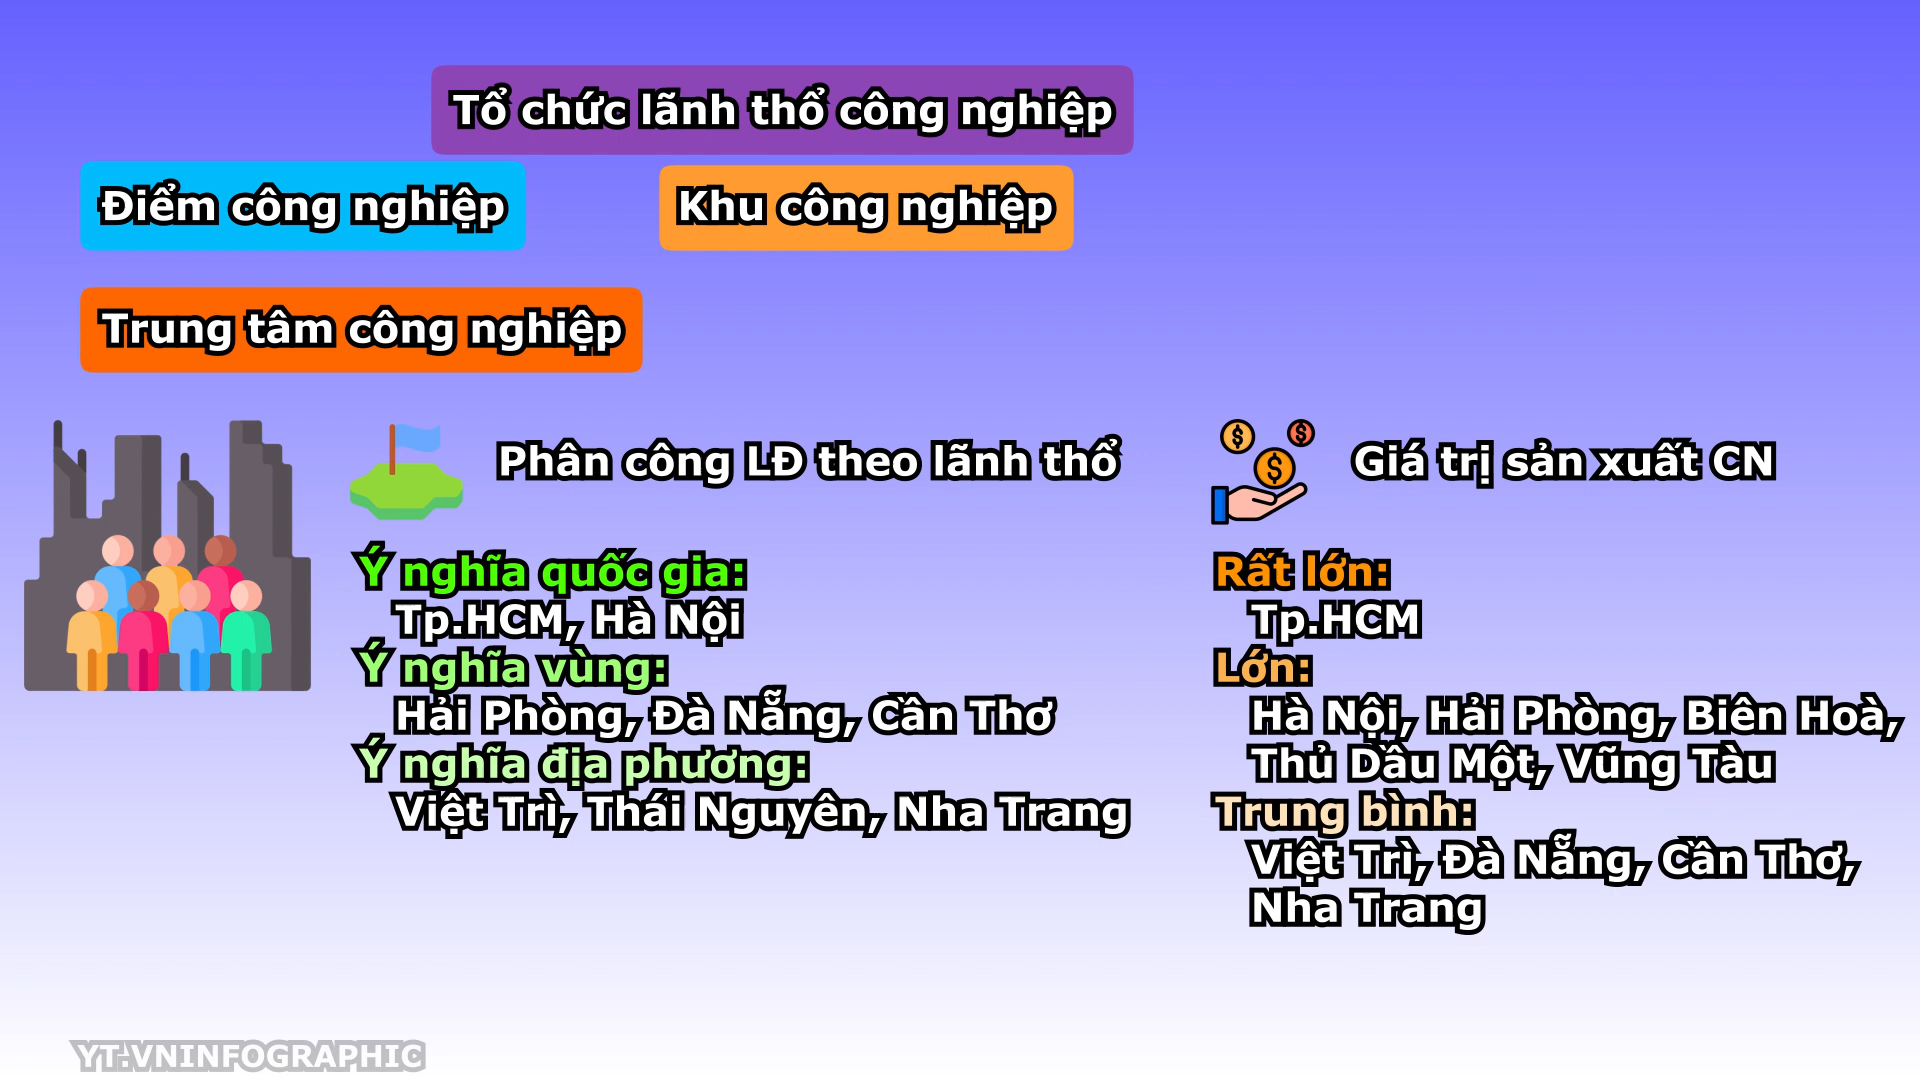 Tổ chức lãnh thổ công nghiệp
Điểm công nghiệp
Khu công nghiệp
Trung tâm công nghiệp
Phân công LĐ theo lãnh thổ
Ý nghĩa quốc gia:
Tp.HCM, Hà Nội
Ý nghĩa vùng:
Hải Phòng, Đà Nẵng, Cần Thơ
Ý nghĩa địa phương:
Việt Trì, Thái Nguyên, Nha Trang
Giá trị sản xuất CN
Rất lớn:
Tp.HCM
Lớn:
Hà Nội, Hải Phòng, Biên Hoà,
Thủ Dầu Một, Vũng Tàu
Trung bình:
Việt Trì, Đà Nẵng, Cần Thơ,
Nha Trang
YT.VNINFOGRAPHIC